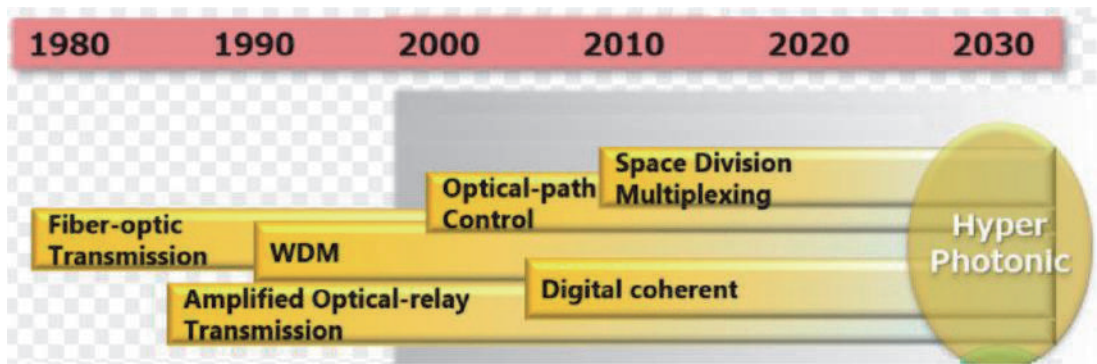 1980 1990 2000 2010 2020 2030
Space Division
Multiplexing
Optical-path
Control
Fiber-optic
Transmission
WDM
Hyper
Photonic
Digital coherent
Amplified Optical-relay
Transmission